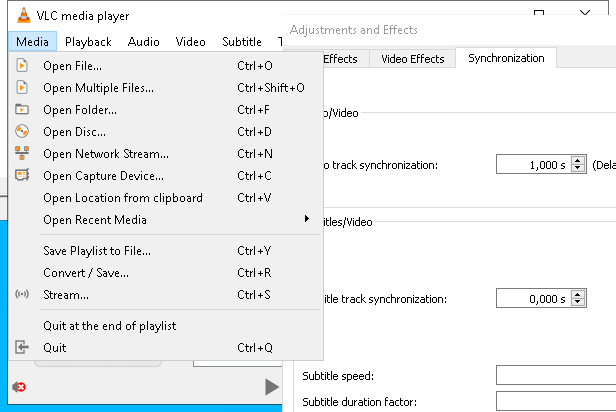 VLC media player
Media Playback Audio Video Subtitle
Open File... Ctrl+O
Open Multiple Files... Ctrl+Shift+O
Open Folder... Ctrl+F
Open Disc... Ctrl+D
Open Network Stream... Ctrl+N
Open Capture Device... Ctrl+C
Open Location from clipboard Ctrl+V
Open Recent Media
Save Playlist to File... Ctrl+Y
Convert / Save... Ctrl+R
Stream... Ctrl+S
Quit at the end of playlist
Quit Ctrl+Q
Adjustments and Effects
Effects Video Effects Synchronization
o/Video
o track synchronization: 1,000 s (Dela
itles/Video
itle track synchronization: 0,000 s
Subtitle speed:
Subtitle duration factor: